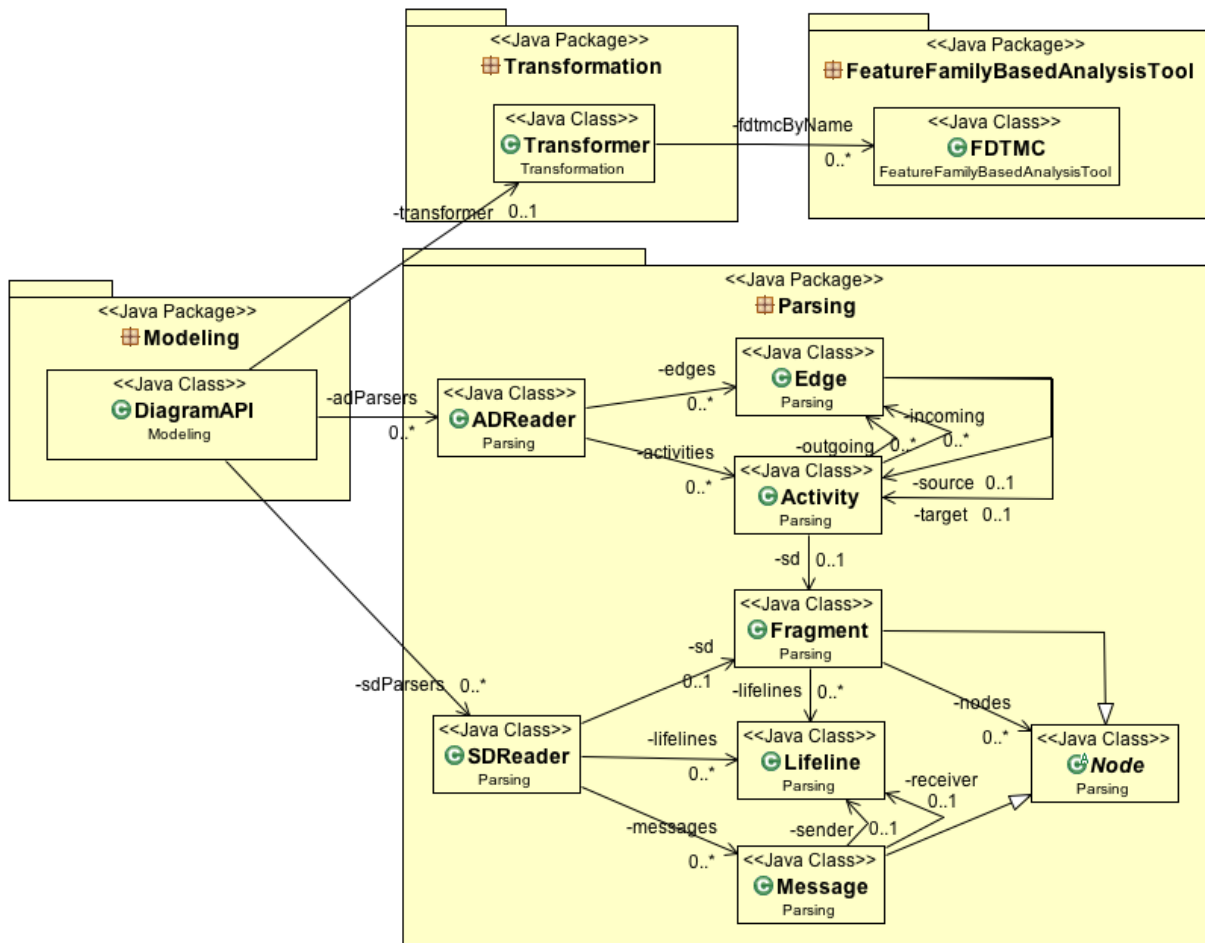 <<Java Package>>
Transformation
<<Java Class>>
Transformer
Transformation
-fdtmcByName
0..*
<<Java Package>>
FeatureFamilyBasedAnalysisTool
<<Java Class>>
FDTMC
FeatureFamilyBasedAnalysisTool
-transformer 0..1
<<Java Package>>
Modeling
<<Java Class>>
DiagramAPI
Modeling
-adParsers
0..*
-sdParsers 0..*
<<Java Package>>
Parsing
<<Java Class>>
ADReader
Parsing
-edges
0..*
-activities
0..*
<<Java Class>>
Edge
Parsing
-incoming
0..*
-outgoing 0..*
<<Java Class>>
Activity
Parsing
-source 0..1
-target 0..1
-sd 0..1
<<Java Class>>
Fragment
Parsing
-sd
0..1
-lifelines 0..*
-nodes
0..*
<<Java Class>>
SDReader
Parsing
-lifelines
0..*
-messages
0..*
<<Java Class>>
Lifeline
Parsing
<<Java Class>>
Node
Parsing
-receiver
0..1
-sender 0..1
<<Java Class>>
Message
Parsing